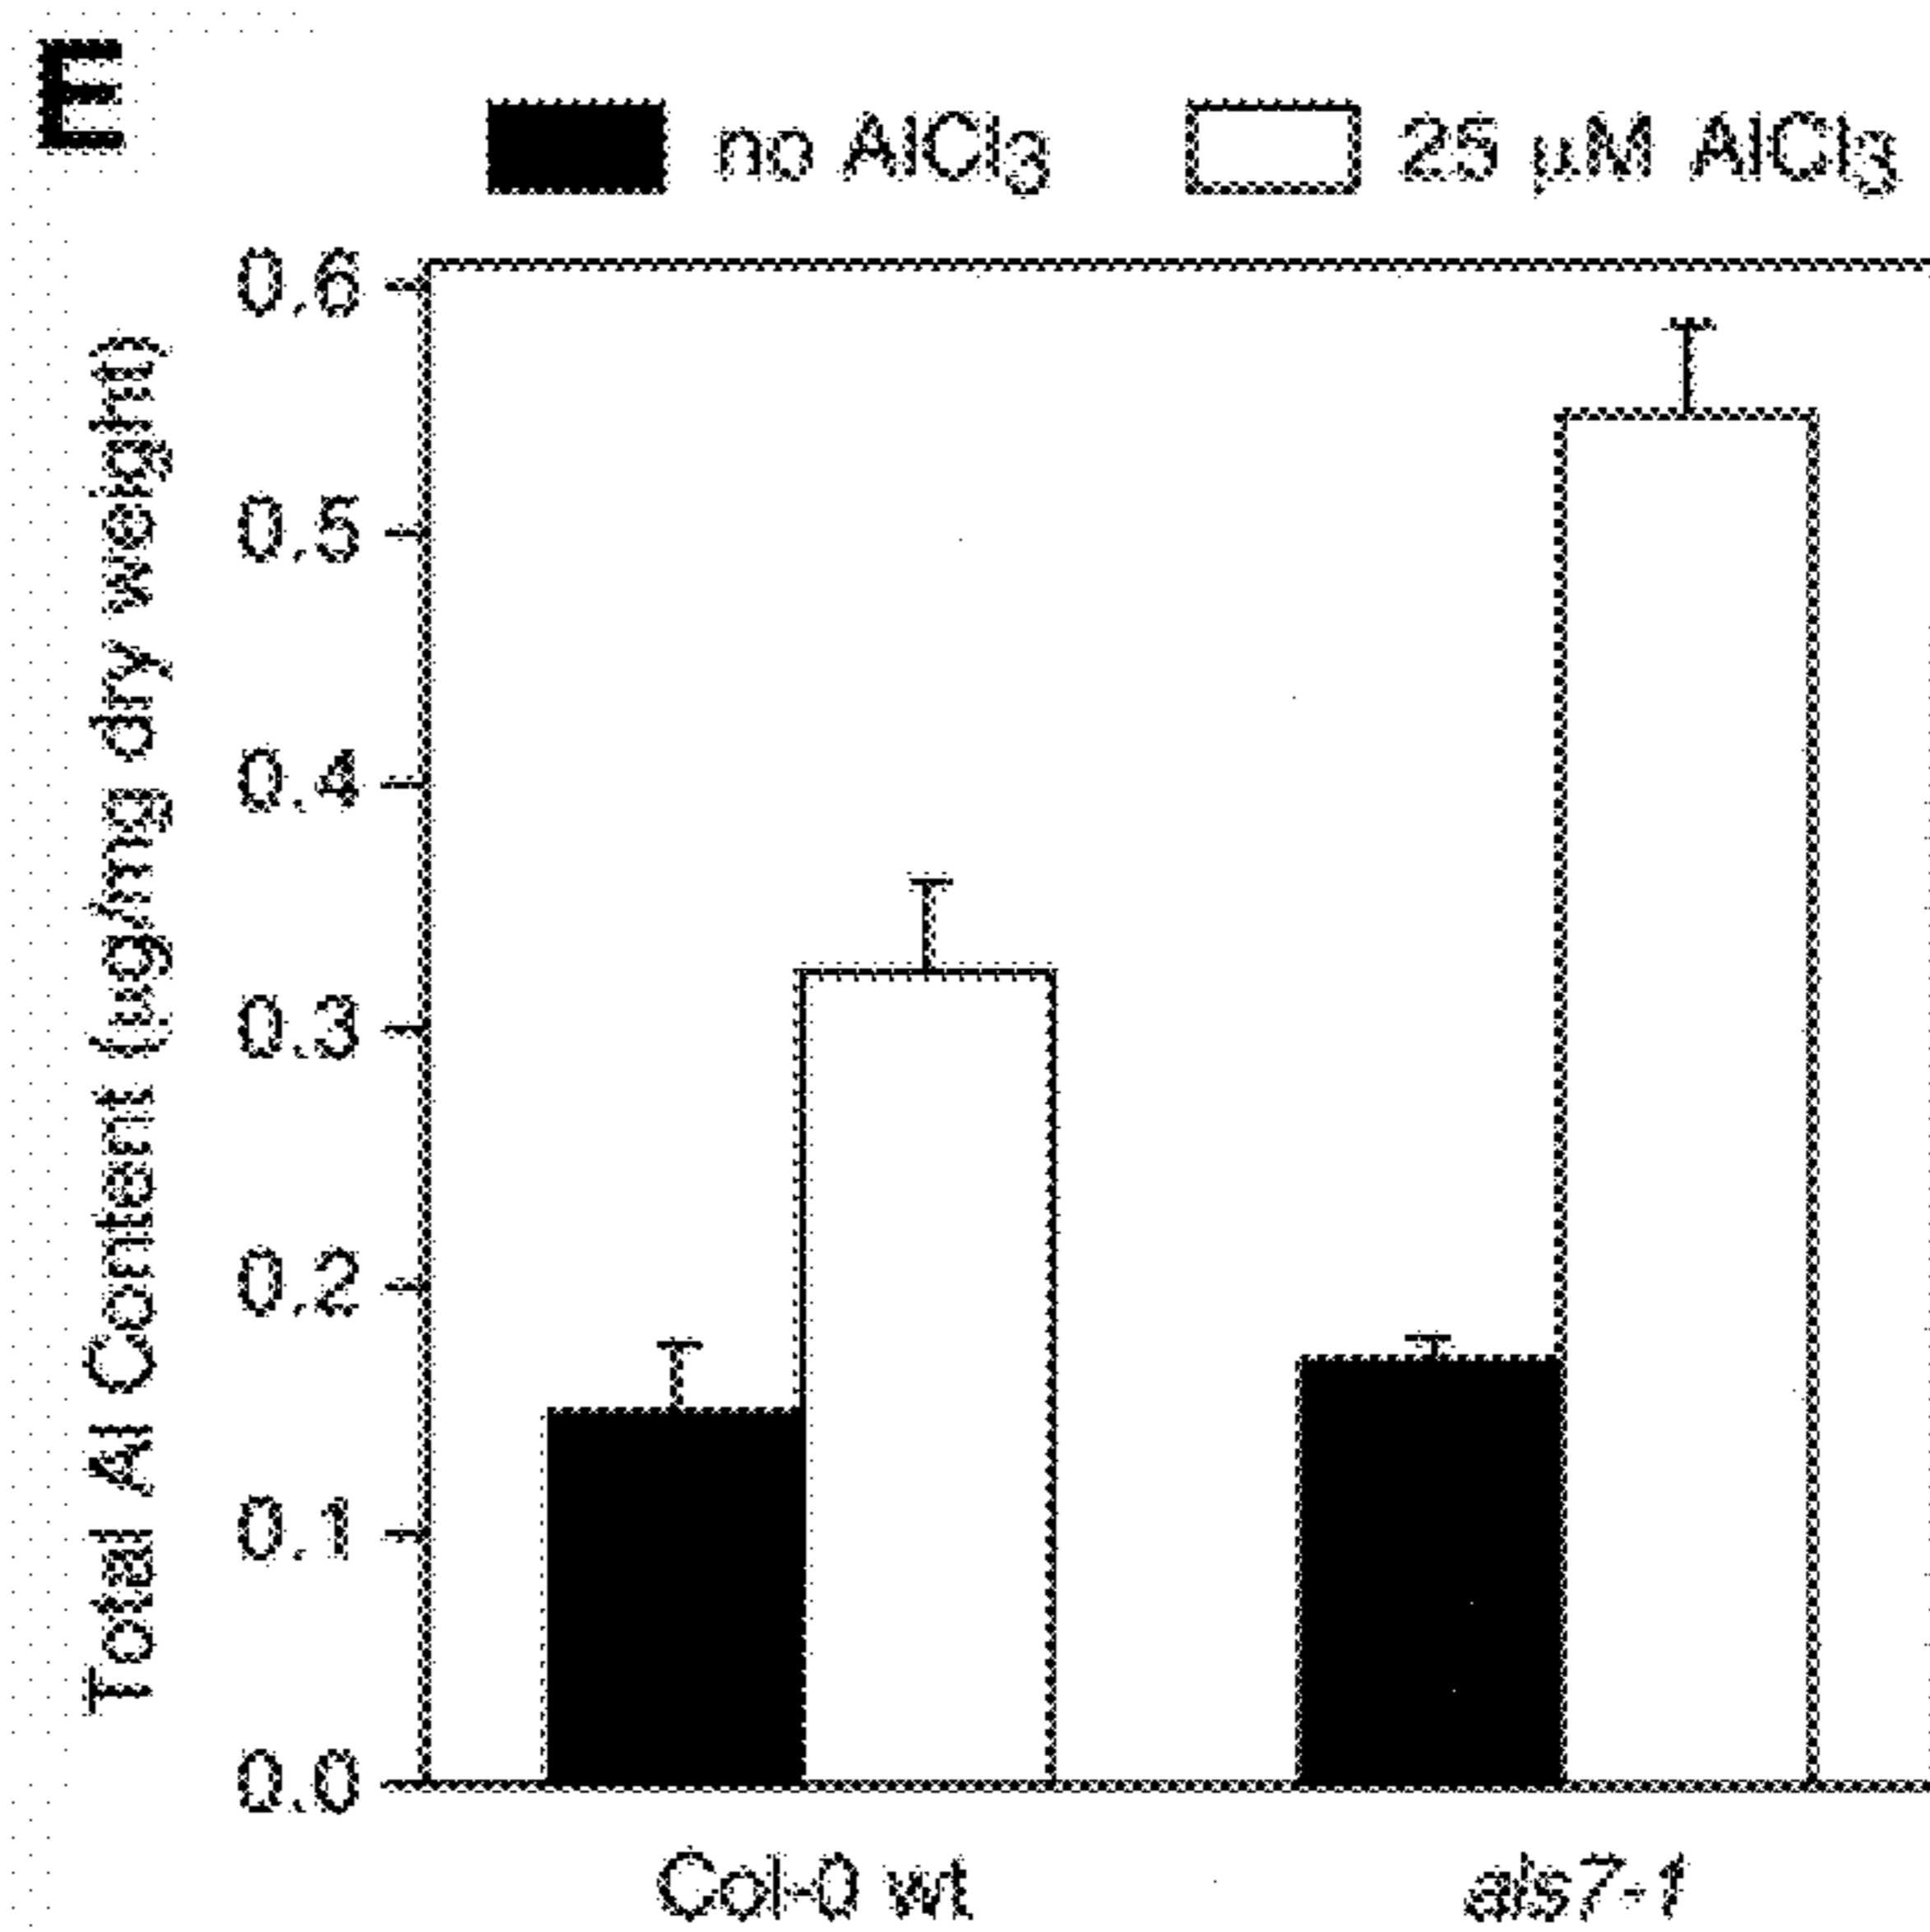 E
no AlCl3
25 µM AlCl3
Total Al Content (µg/mg dry weight)
0.6
0.5
0.4
0.3
0.2
0.1
0.0
Col-0 wt
als7-1